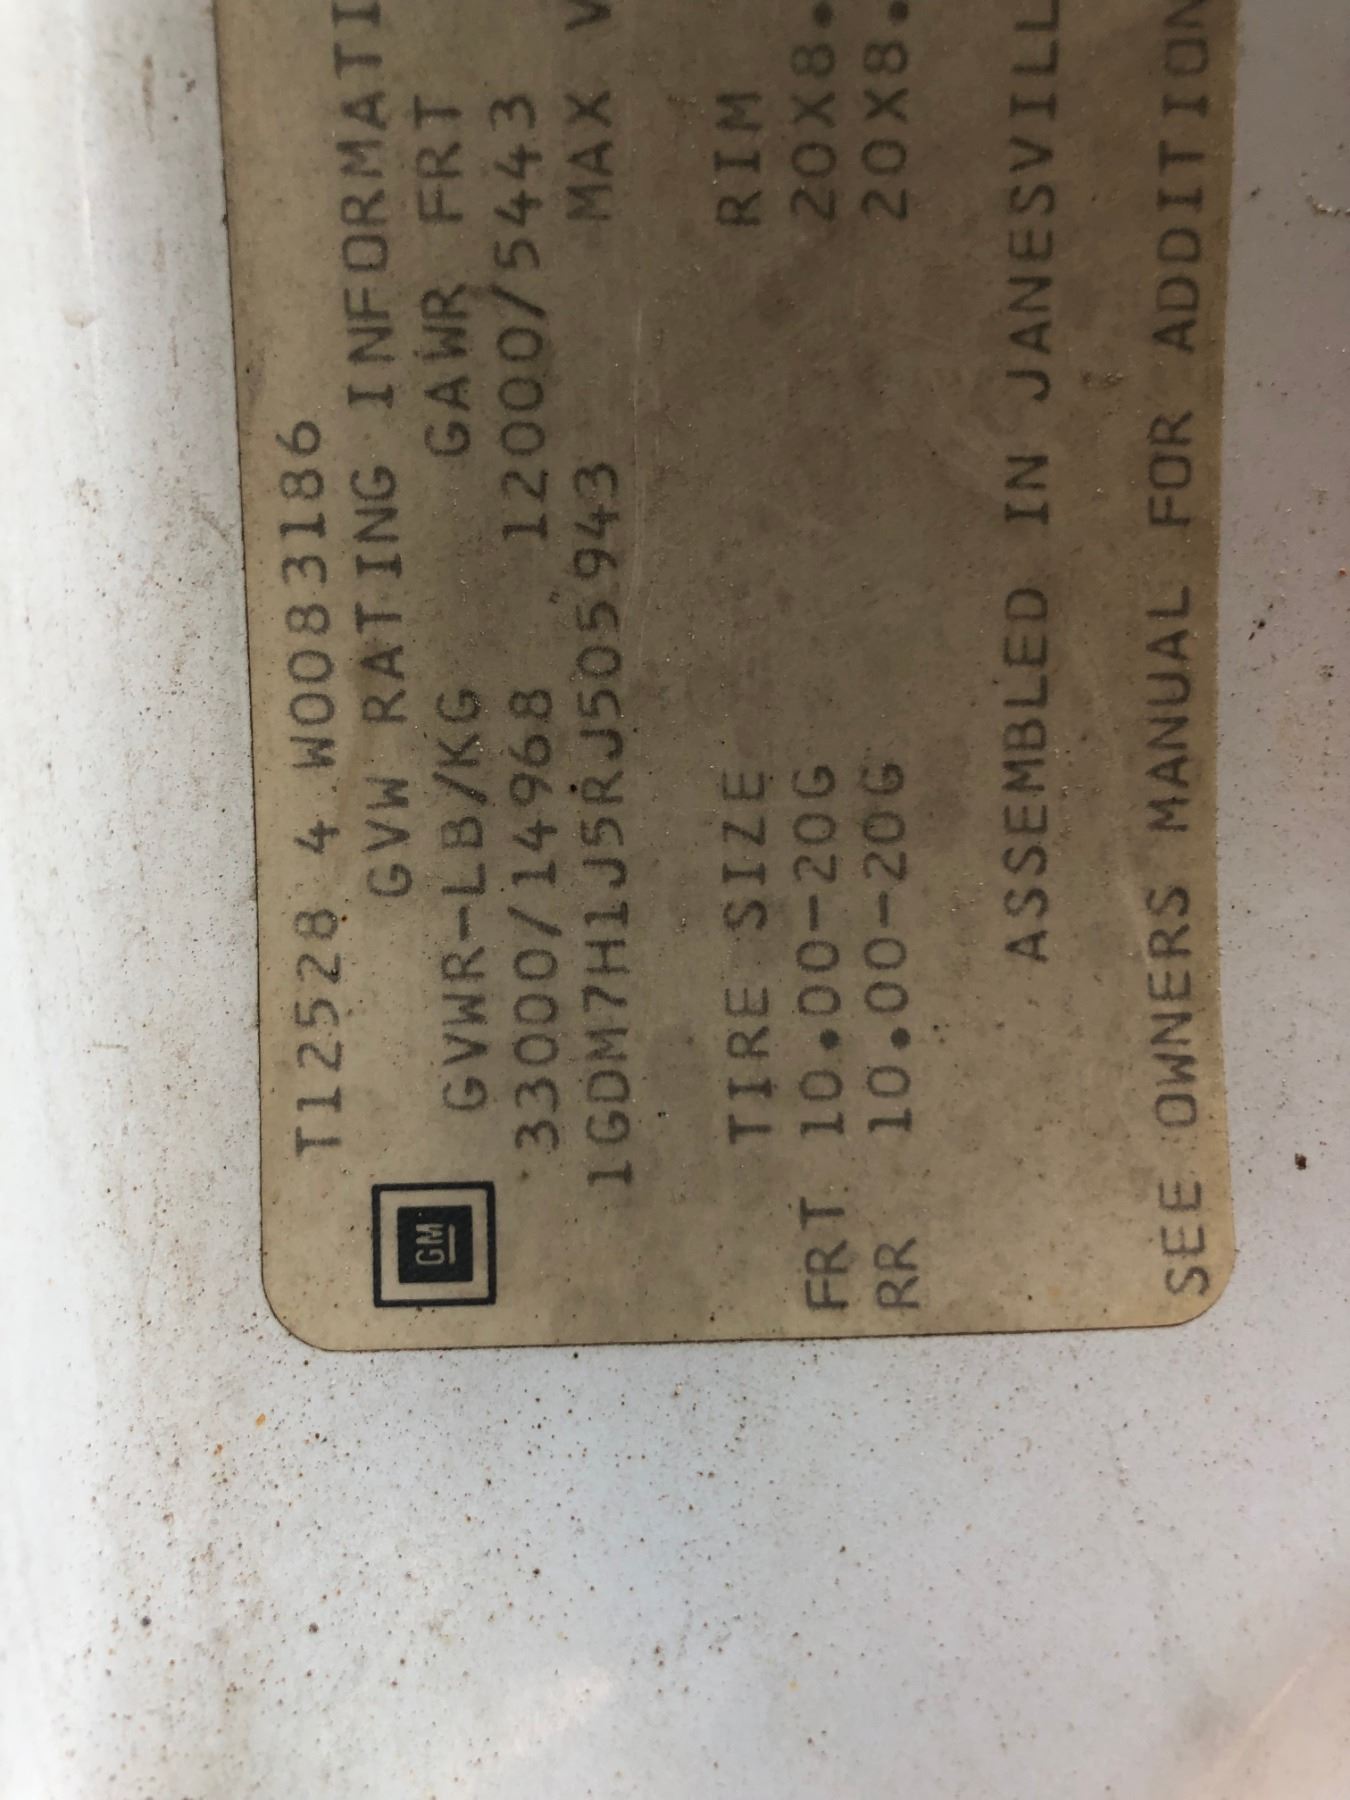 T12528 4 W0083186
GVW RATING INFORMATI
GVWR-LB/KG GAWR FRT
33000/14968 12000/5443
1GDM7H1J5RJ505943 MAX V
GM
TIRE SIZE RIM
FRT 10.00-20G 20X8.
RR 10.00-20G 20X8.
ASSEMBLED IN JANESVILL
SEE OWNERS MANUAL FOR ADDITION